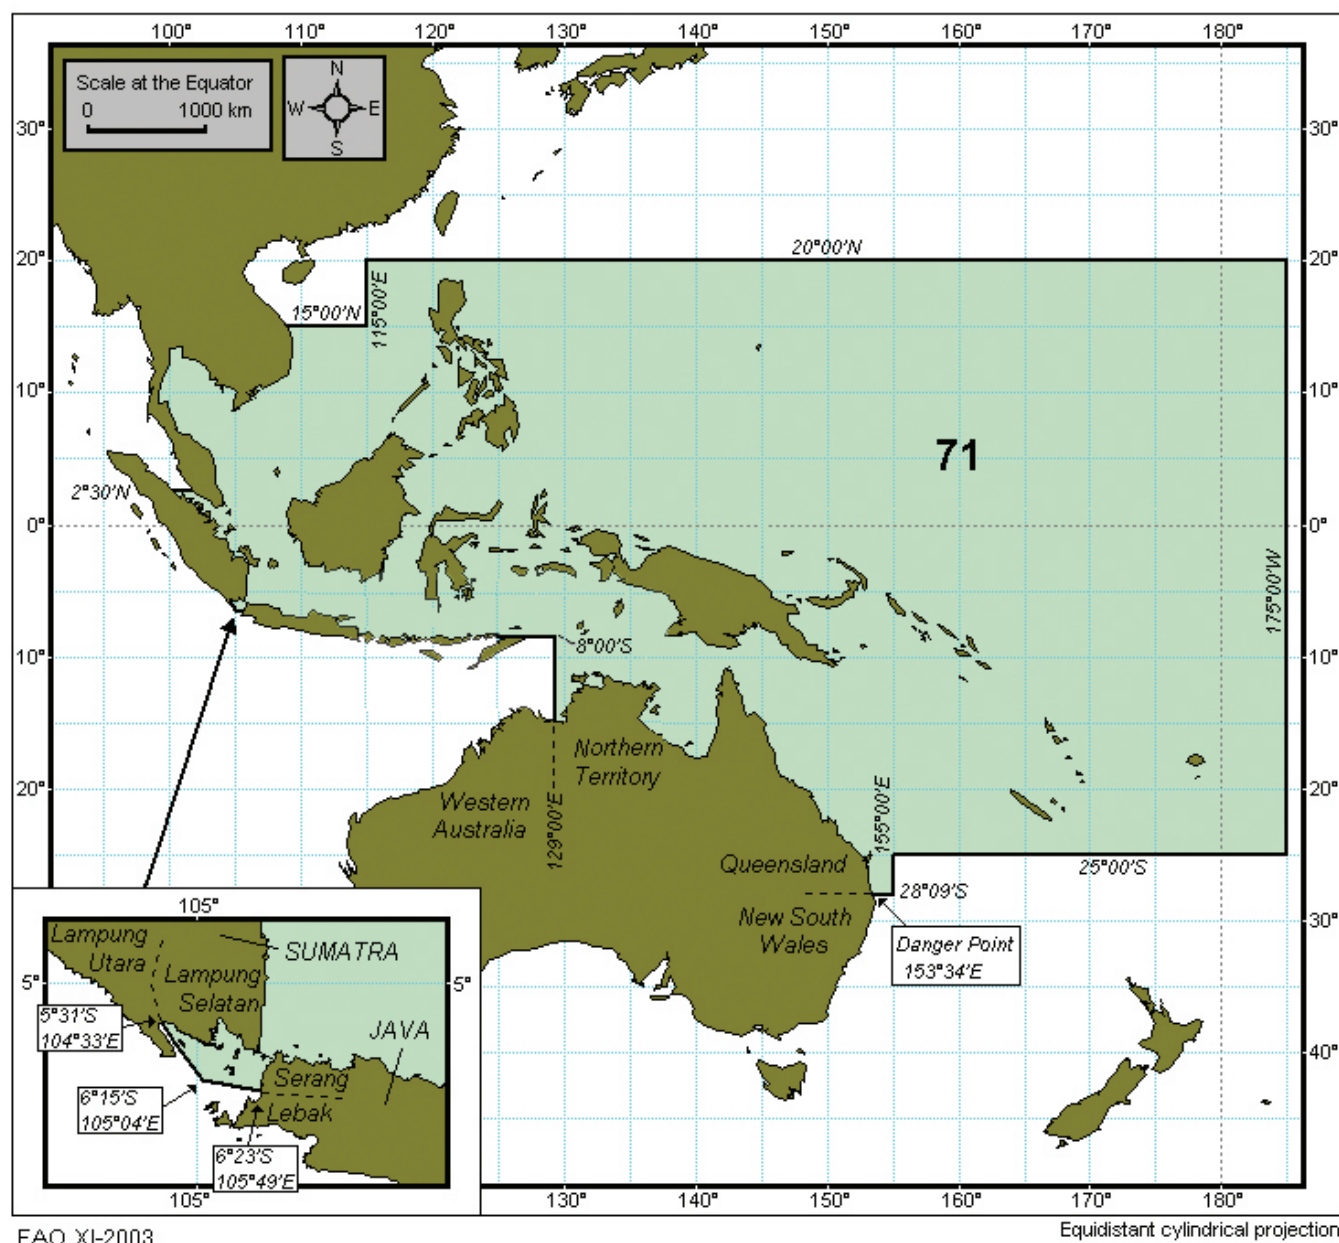 100° 110° 120° 130° 140° 150° 160° 170° 180°
Scale at the Equator
0 1000 km
N
W E
S
30° 30°
20°00'N
20° 20°
115°00'E
15°00'N
10° 10°
71
2°30'N
0° 0°
175°00'W
8°00'S
10° 10°
Northern
Territory
20° 20°
Western
Australia
129°00'E
155°00'E
Queensland
25°00'S
28°09'S
New South
Wales
30°
Danger Point
153°34'E
40°
105°
Lampung
Utara
SUMATRA
Lampung
Selatan
5° 5°
5°31'S
104°33'E
JAVA
Serang
6°15'S
105°04'E
Lebak
6°23'S
105°49'E
105°
130° 140° 150° 160° 170° 180°
FAO XI-2003
Equidistant cylindrical projection